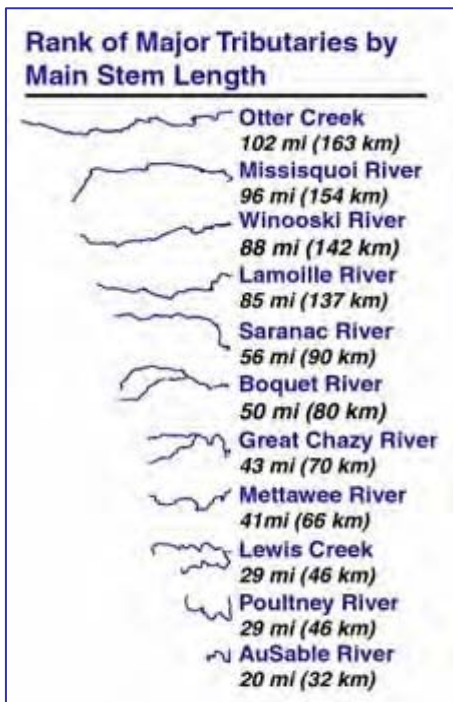 Rank of Major Tributaries by
Main Stem Length
Otter Creek
102 mi (163 km)
Missisquoi River
96 mi (154 km)
Winooski River
88 mi (142 km)
Lamoille River
85 mi (137 km)
Saranac River
56 mi (90 km)
Boquet River
50 mi (80 km)
Great Chazy River
43 mi (70 km)
Mettawee River
41mi (66 km)
Lewis Creek
29 mi (46 km)
Poultney River
29 mi (46 km)
AuSable River
20 mi (32 km)